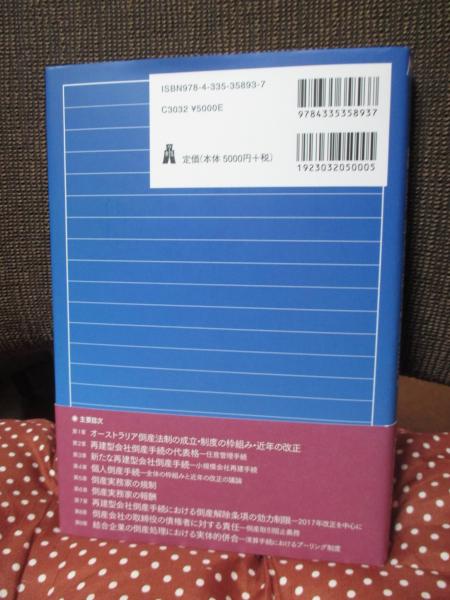 ISBN978-4-335-35893-7
C3032 ¥5000E
定価(本体 5000円+税)
9784335358937
1923032050005
◉ 主要目次
第1章 オーストラリア倒産法制の成立・制度の枠組み・近年の改正
第2章 再建型会社倒産手続の代表格─任意管理手続
第3章 新たな再建型会社倒産手続─小規模会社再建手続
第4章 個人倒産手続─全体の枠組みと近年の改正の議論
第5章 倒産実務家の規制
第6章 倒産実務家の報酬
第7章 再建型会社倒産手続における倒産解除条項の効力制限─2017年改正を中心に
第8章 倒産会社の取締役の債権者に対する責任─倒産取引阻止義務
第9章 結合企業の倒産処理における実体的併合─清算手続におけるプーリング制度